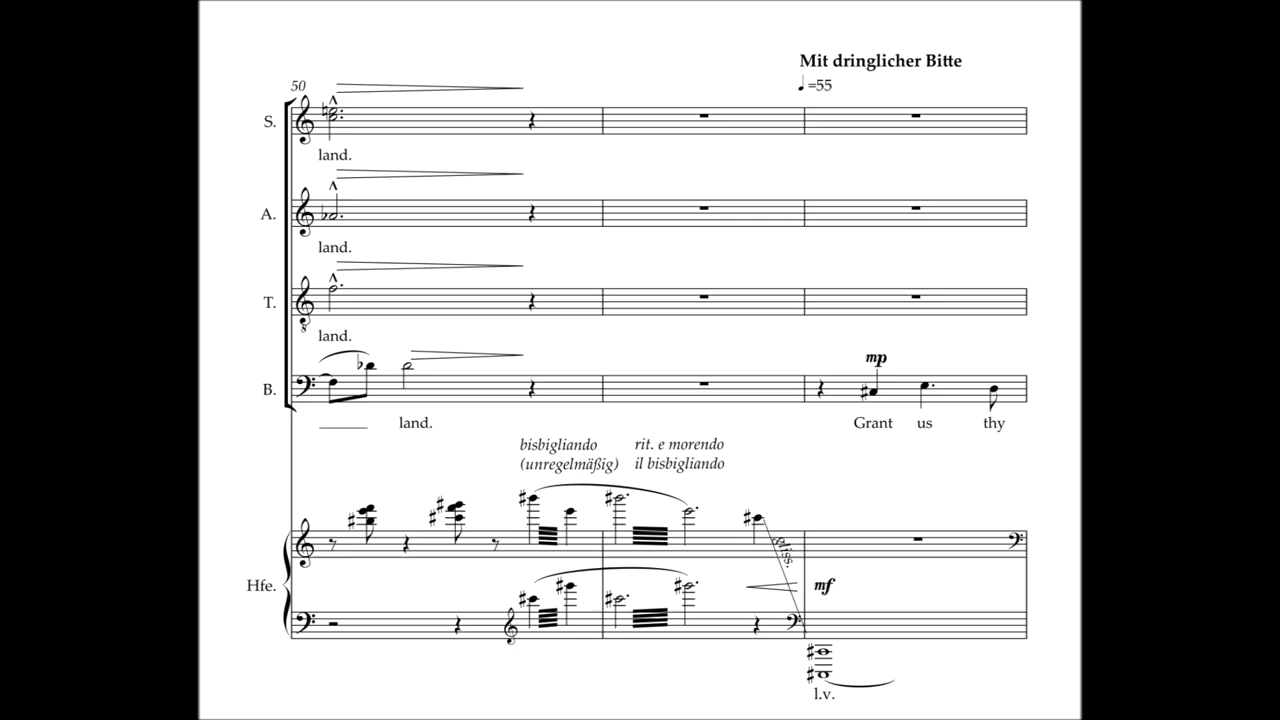 Mit dringlicher Bitte
50
♩ =55
S.
land.
A.
land.
T.
8
land.
mp
B.
land.
Grant us thy
bisbigliando
(unregelmäßig)
rit. e morendo
il bisbigliando
gliss.
Hfe.
mf
l.v.